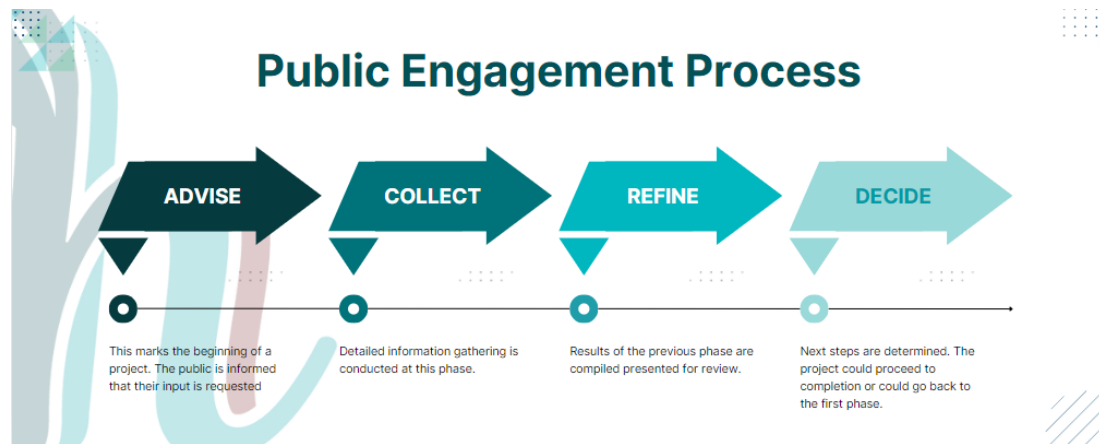 Public Engagement Process
ADVISE
COLLECT
REFINE
DECIDE
This marks the beginning of a
project. The public is informed
that their input is requested
Detailed information gathering is
conducted at this phase.
Results of the previous phase are
compiled presented for review.
Next steps are determined. The
project could proceed to
completion or could go back to
the first phase.